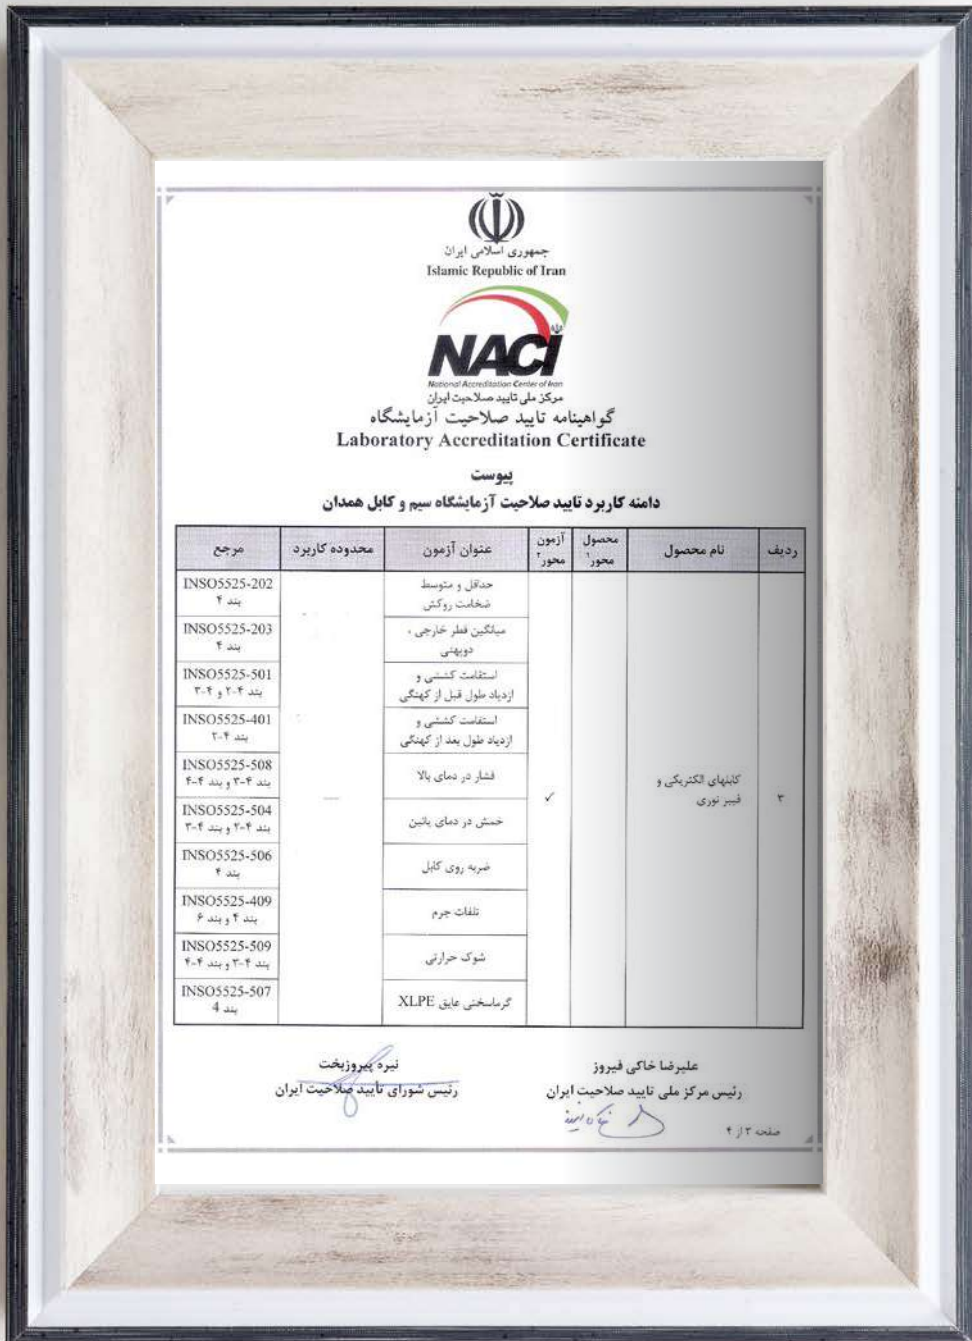 جمهوری اسلامی ایران
Islamic Republic of Iran
NACI
National Accreditation Center of Iran
مرکز ملی تایید صلاحیت ایران
گواهینامه تایید صلاحیت آزمایشگاه
Laboratory Accreditation Certificate
پیوست
دامنه کاربرد تایید صلاحیت آزمایشگاه سیم و کابل همدان
ردیف نام محصول محصول محور۱ آزمون محور۲ عنوان آزمون محدوده کاربرد مرجع
۳
کابلهای الکتریکی و
فیبر نوری
✓
حداقل و متوسط
ضخامت روکش
INSO5525-202
بند ۴
میانگین قطر خارجی ،
دوپهنی
INSO5525-203
بند ۴
استقامت کششی و
ازدیاد طول قبل از کهنگی
INSO5525-501
بند ۴-۲ و ۴-۳
استقامت کششی و
ازدیاد طول بعد از کهنگی
INSO5525-401
بند ۴-۲
فشار در دمای بالا
INSO5525-508
بند ۴-۳ و بند ۴-۴
خمش در دمای پائین
INSO5525-504
بند ۴-۲ و بند ۴-۳
ضربه روی کابل
INSO5525-506
بند ۴
تلفات جرم
INSO5525-409
بند ۴ و بند ۶
شوک حرارتی
INSO5525-509
بند ۴-۳ و بند ۴-۴
گرماسختی عایق XLPE
INSO5525-507
بند 4
علیرضا خاکی فیروز
رئیس مرکز ملی تایید صلاحیت ایران
نیره پیروزبخت
رئیس شورای تأیید صلاحیت ایران
صفحه ۳ از ۴